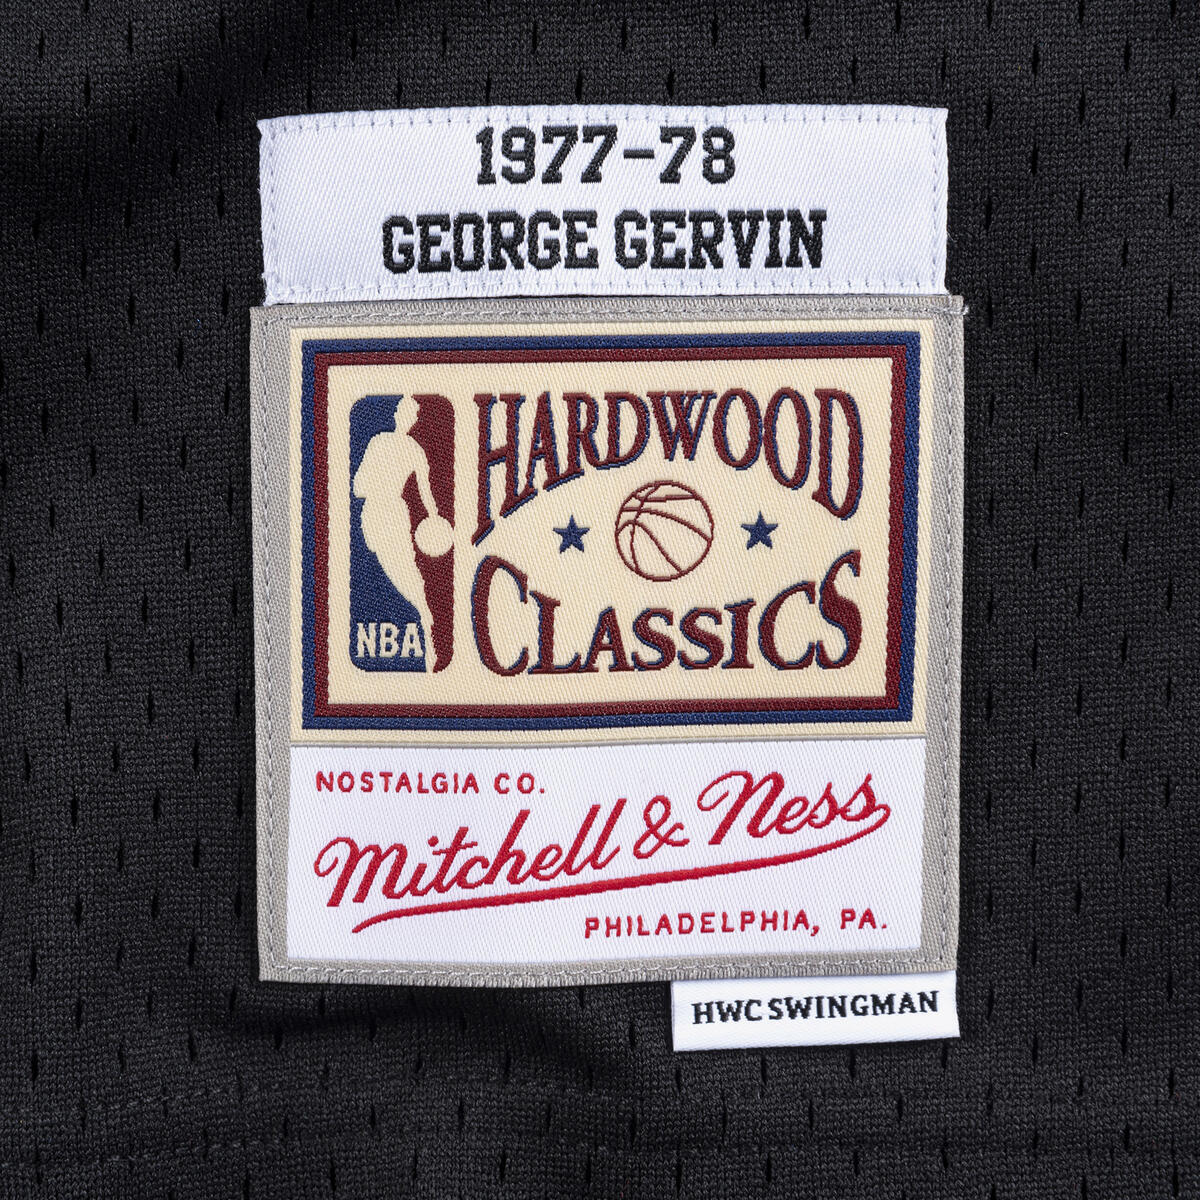 1977-78
GEORGE GERVIN
HARDWOOD
CLASSICS
NBA
NOSTALGIA CO.
Mitchell & Ness
PHILADELPHIA, PA.
HWC SWINGMAN